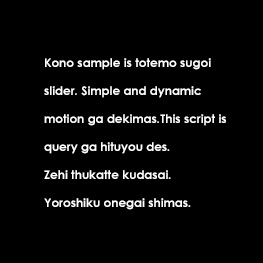 Kono sample is totemo sugoi
slider. Simple and dynamic
motion ga dekimas.This script is
query ga hituyou des.
Zehi thukatte kudasai.
Yoroshiku onegai shimas.